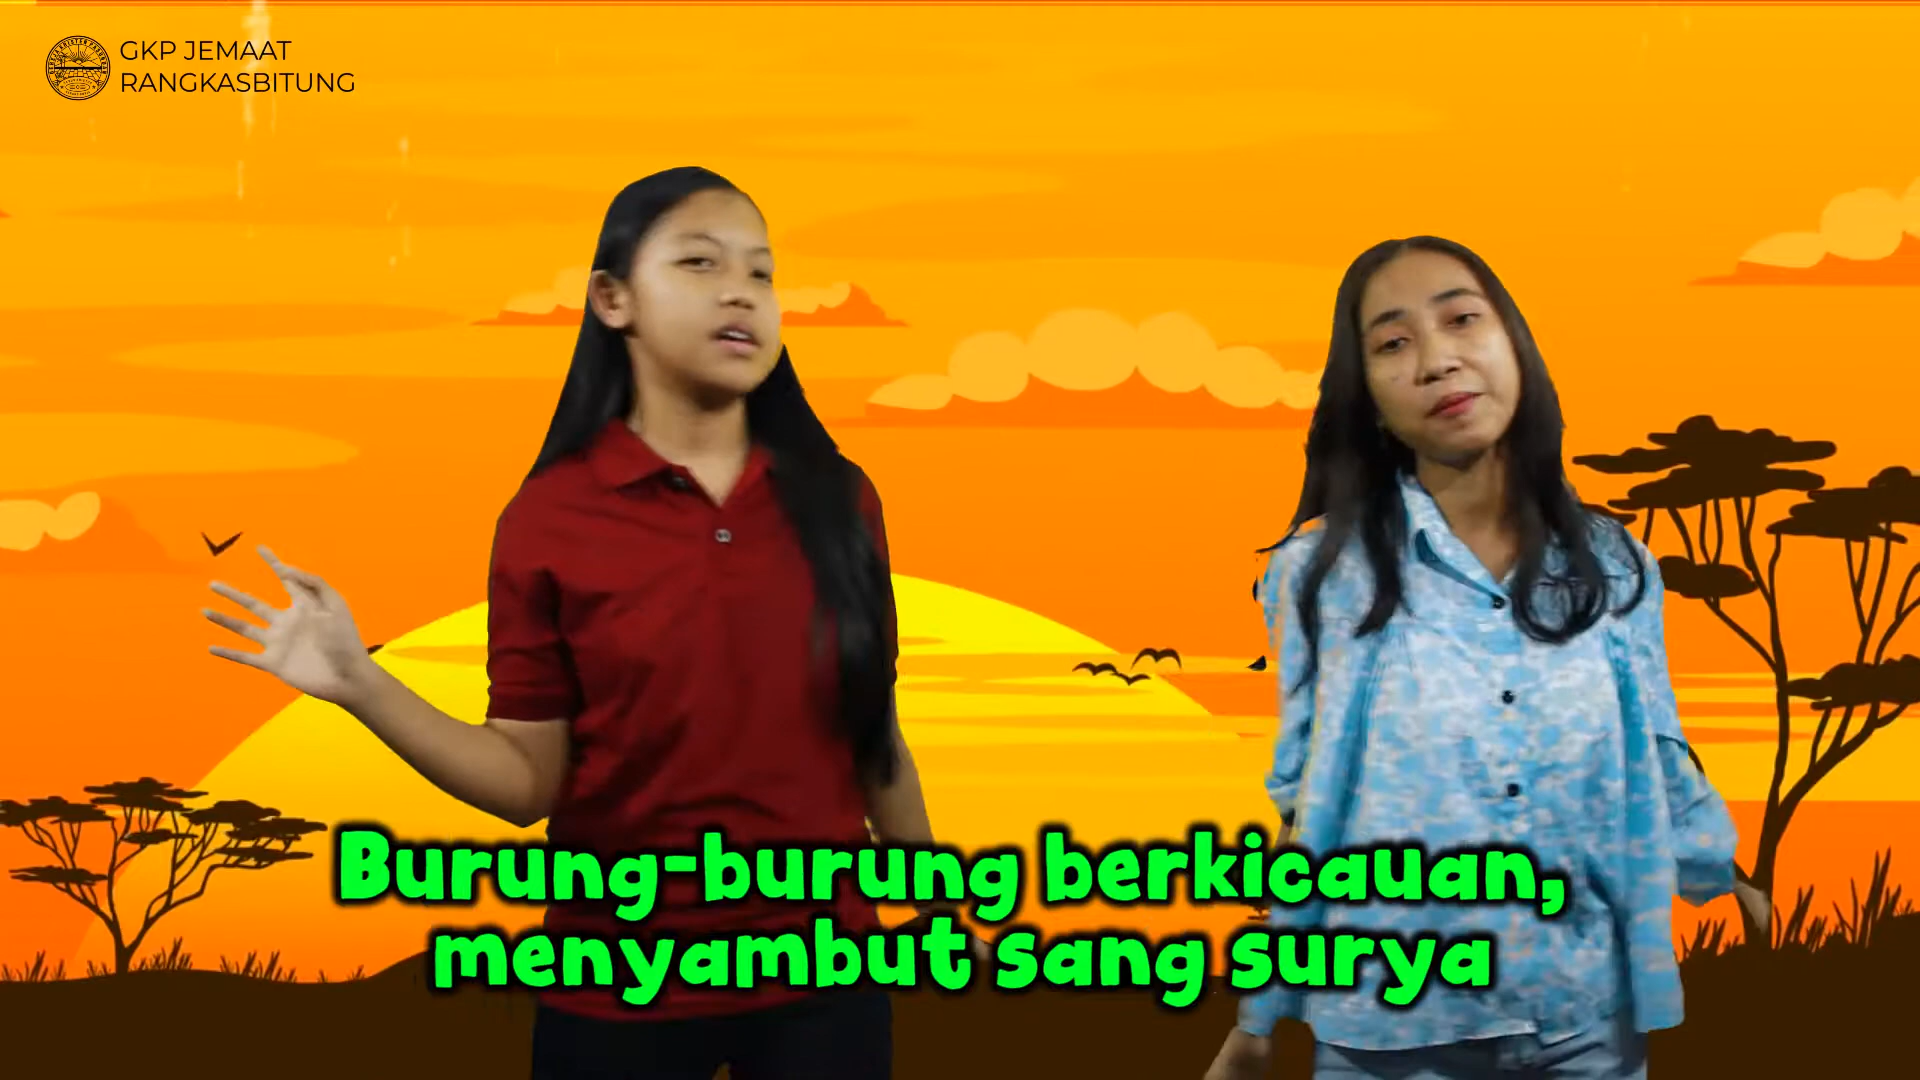 GKP JEMAAT
RANGKASBITUNG
Burung-burung berkicauan,
menyambut sang surya